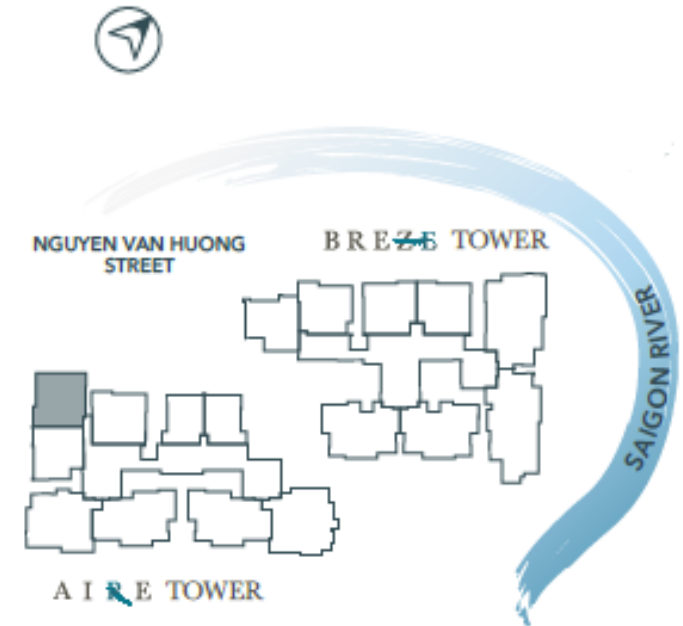 NGUYEN VAN HUONG
STREET
BREZE TOWER
SAIGON RIVER
AIRE TOWER